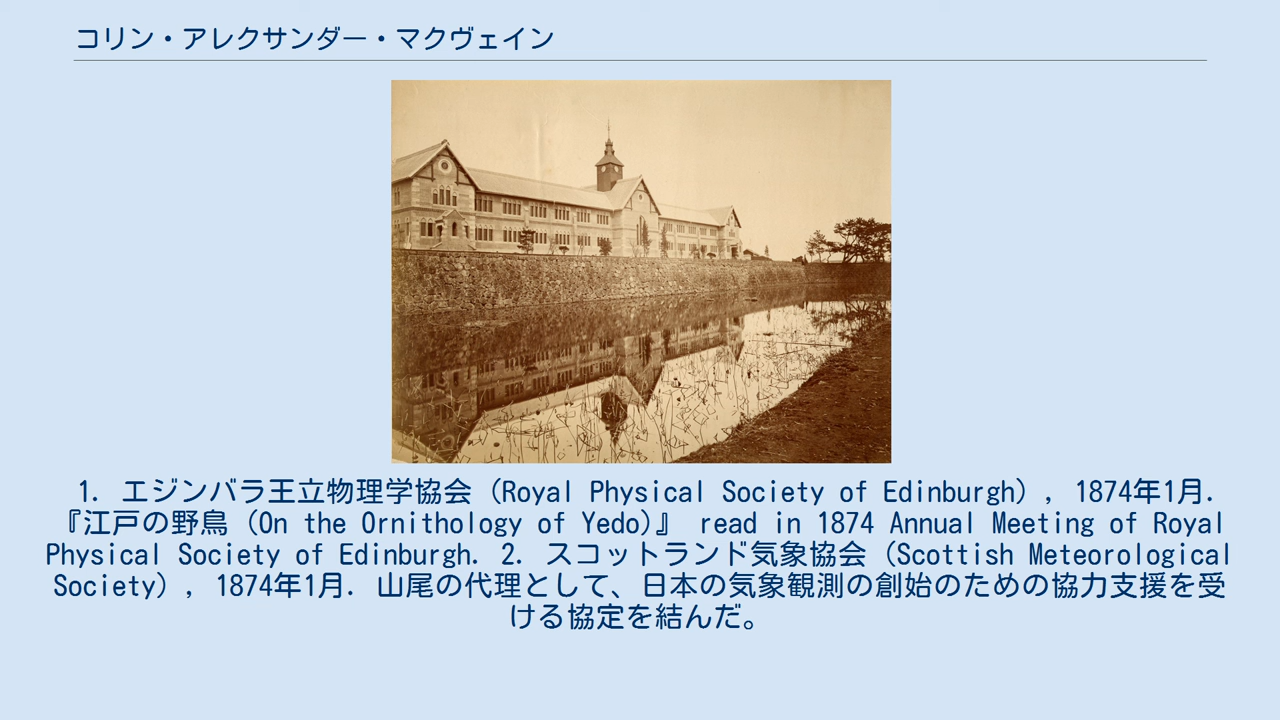 コリン・アレクサンダー・マクヴェイン
1. エジンバラ王立物理学協会（Royal Physical Society of Edinburgh）, 1874年1月.
『江戸の野鳥（On the Ornithology of Yedo)』 read in 1874 Annual Meeting of Royal
Physical Society of Edinburgh. 2. スコットランド気象協会（Scottish Meteorological
Society）, 1874年1月. 山尾の代理として、日本の気象観測の創始のための協力支援を受
ける協定を結んだ。